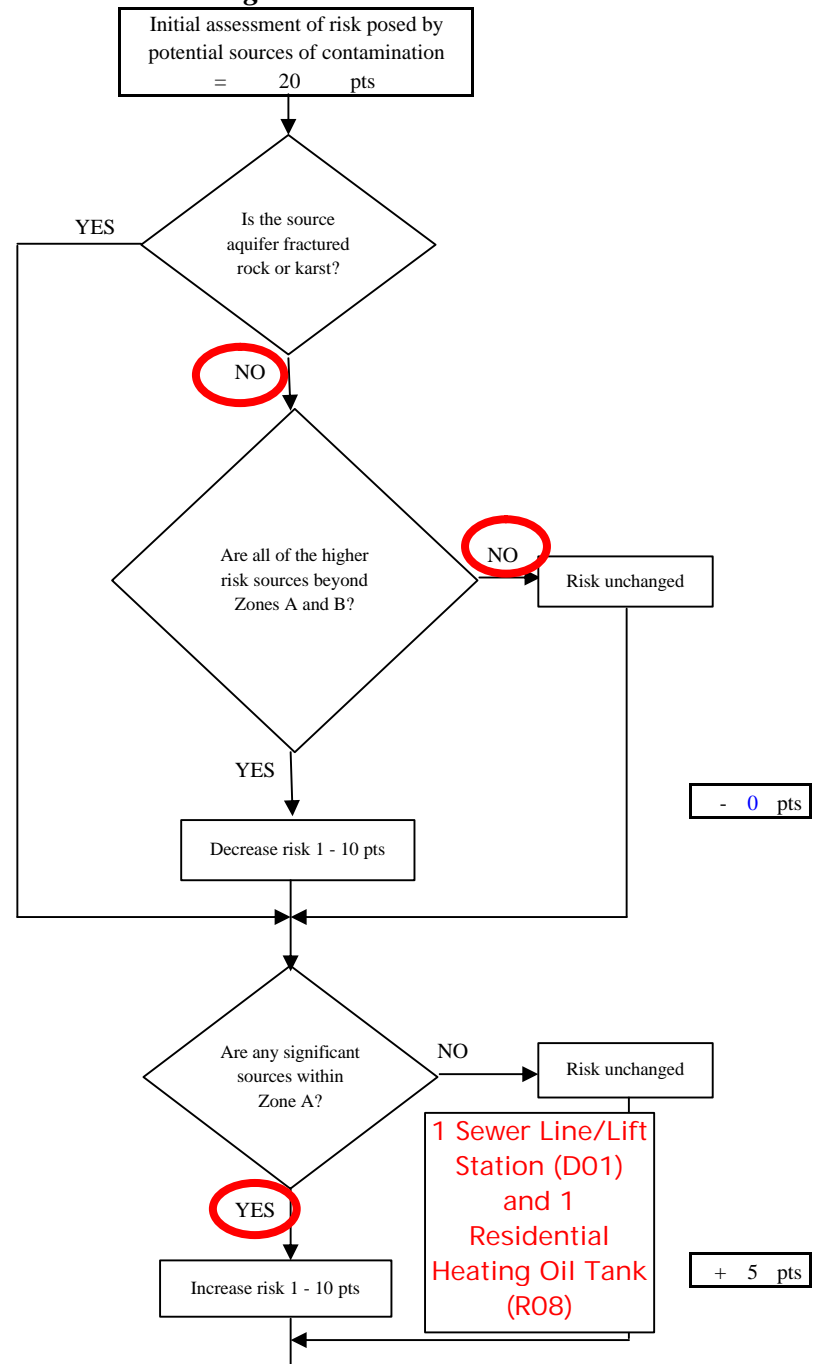 Initial assessment of risk posed by
potential sources of contamination
= 20 pts
YES
Is the source
aquifer fractured
rock or karst?
NO
Are all of the higher
risk sources beyond
Zones A and B?
NO
Risk unchanged
YES
- 0 pts
Decrease risk 1 - 10 pts
Are any significant
sources within
Zone A?
NO
Risk unchanged
1 Sewer Line/Lift
Station (D01)
and 1
Residential
Heating Oil Tank
(R08)
YES
+ 5 pts
Increase risk 1 - 10 pts